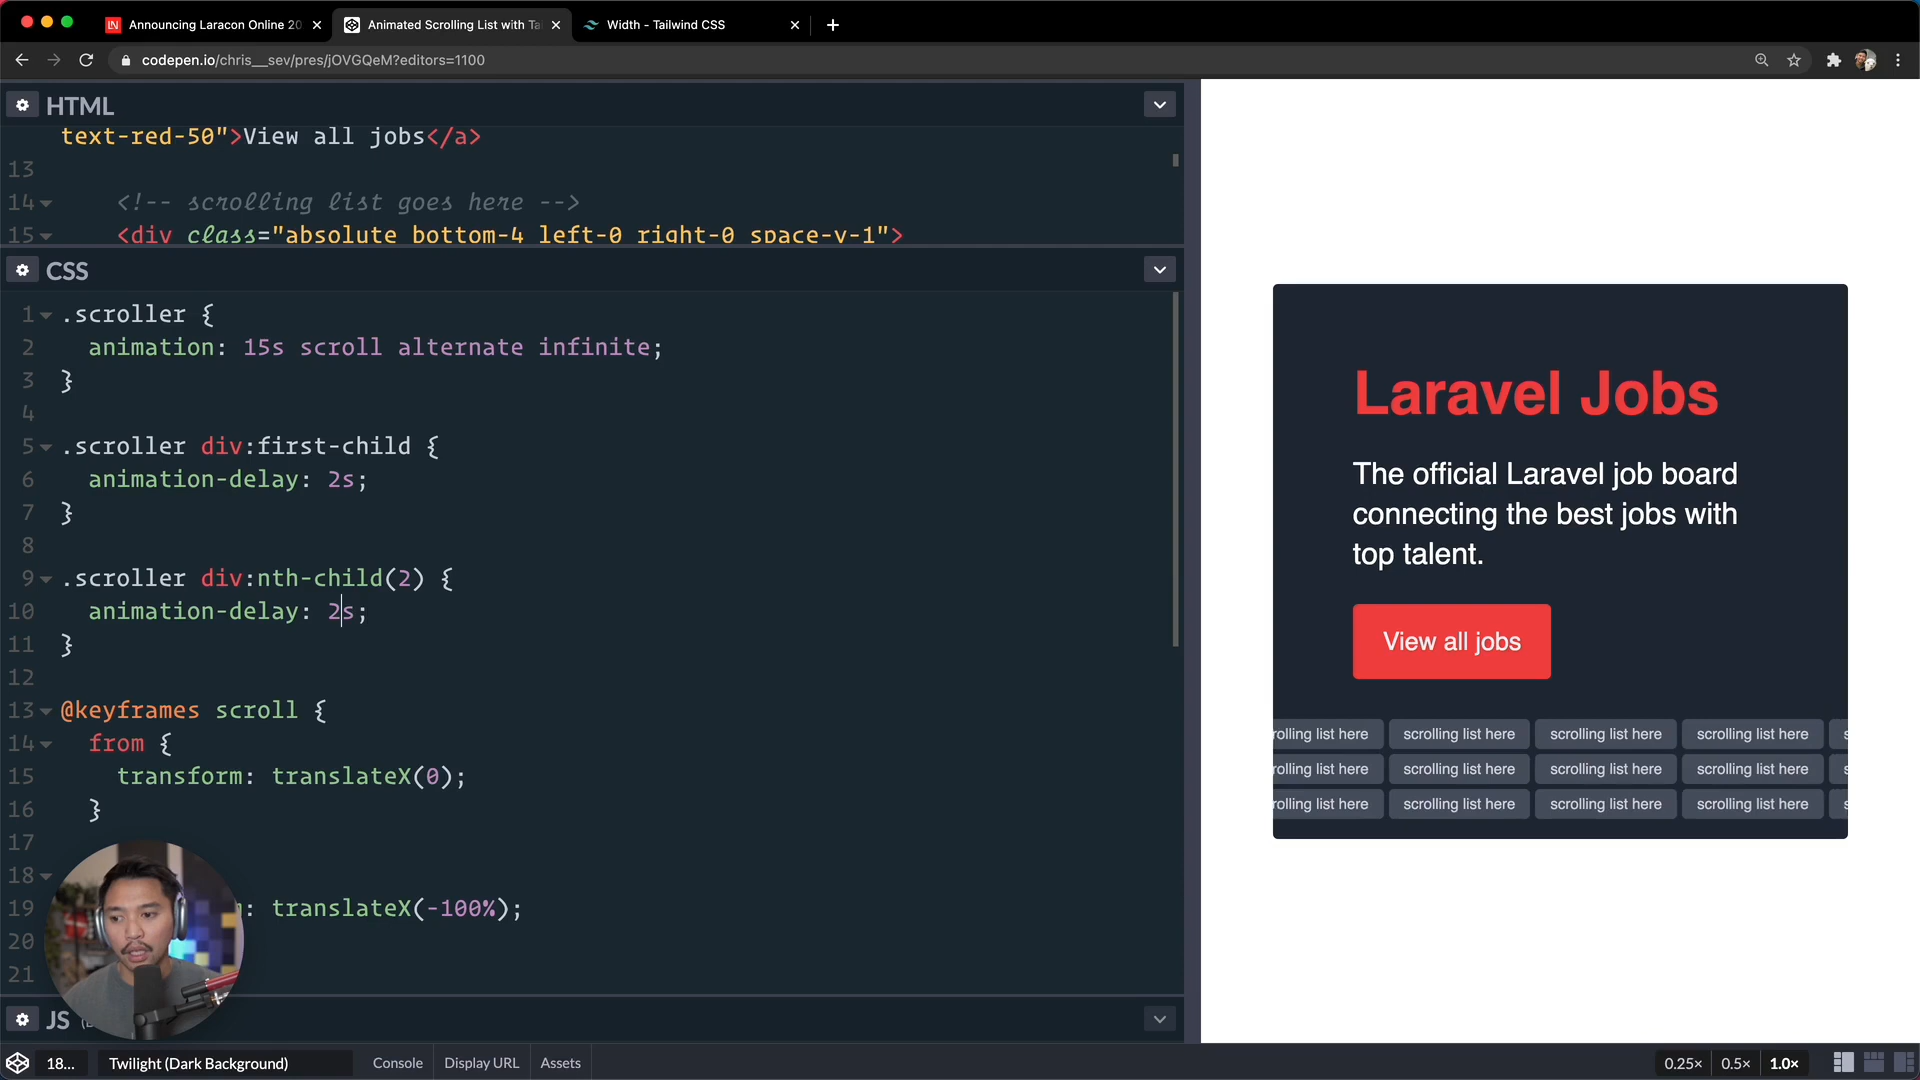 Announcing Laracon Online 20
Animated Scrolling List with Ta
Width - Tailwind CSS
codepen.io/chris__sev/pres/jOVGQeM?editors=1100
HTML
text-red-50">View all jobs</a>
13
14 <!-- scrolling list goes here -->
15 <div class="absolute bottom-4 left-0 right-0 space-y-1">
CSS
1 .scroller {
2 animation: 15s scroll alternate infinite;
3 }
4
5 .scroller div:first-child {
6 animation-delay: 2s;
7 }
8
9 .scroller div:nth-child(2) {
10 animation-delay: 2s;
11 }
12
13 @keyframes scroll {
14 from {
15 transform: translateX(0);
16 }
17
18
19 : translateX(-100%);
20
21
JS
18...
Twilight (Dark Background)
Console
Display URL
Assets
0.25×
0.5×
1.0×
Laravel Jobs
The official Laravel job board
connecting the best jobs with
top talent.
View all jobs
rolling list here scrolling list here scrolling list here scrolling list here s
rolling list here scrolling list here scrolling list here scrolling list here s
rolling list here scrolling list here scrolling list here scrolling list here s